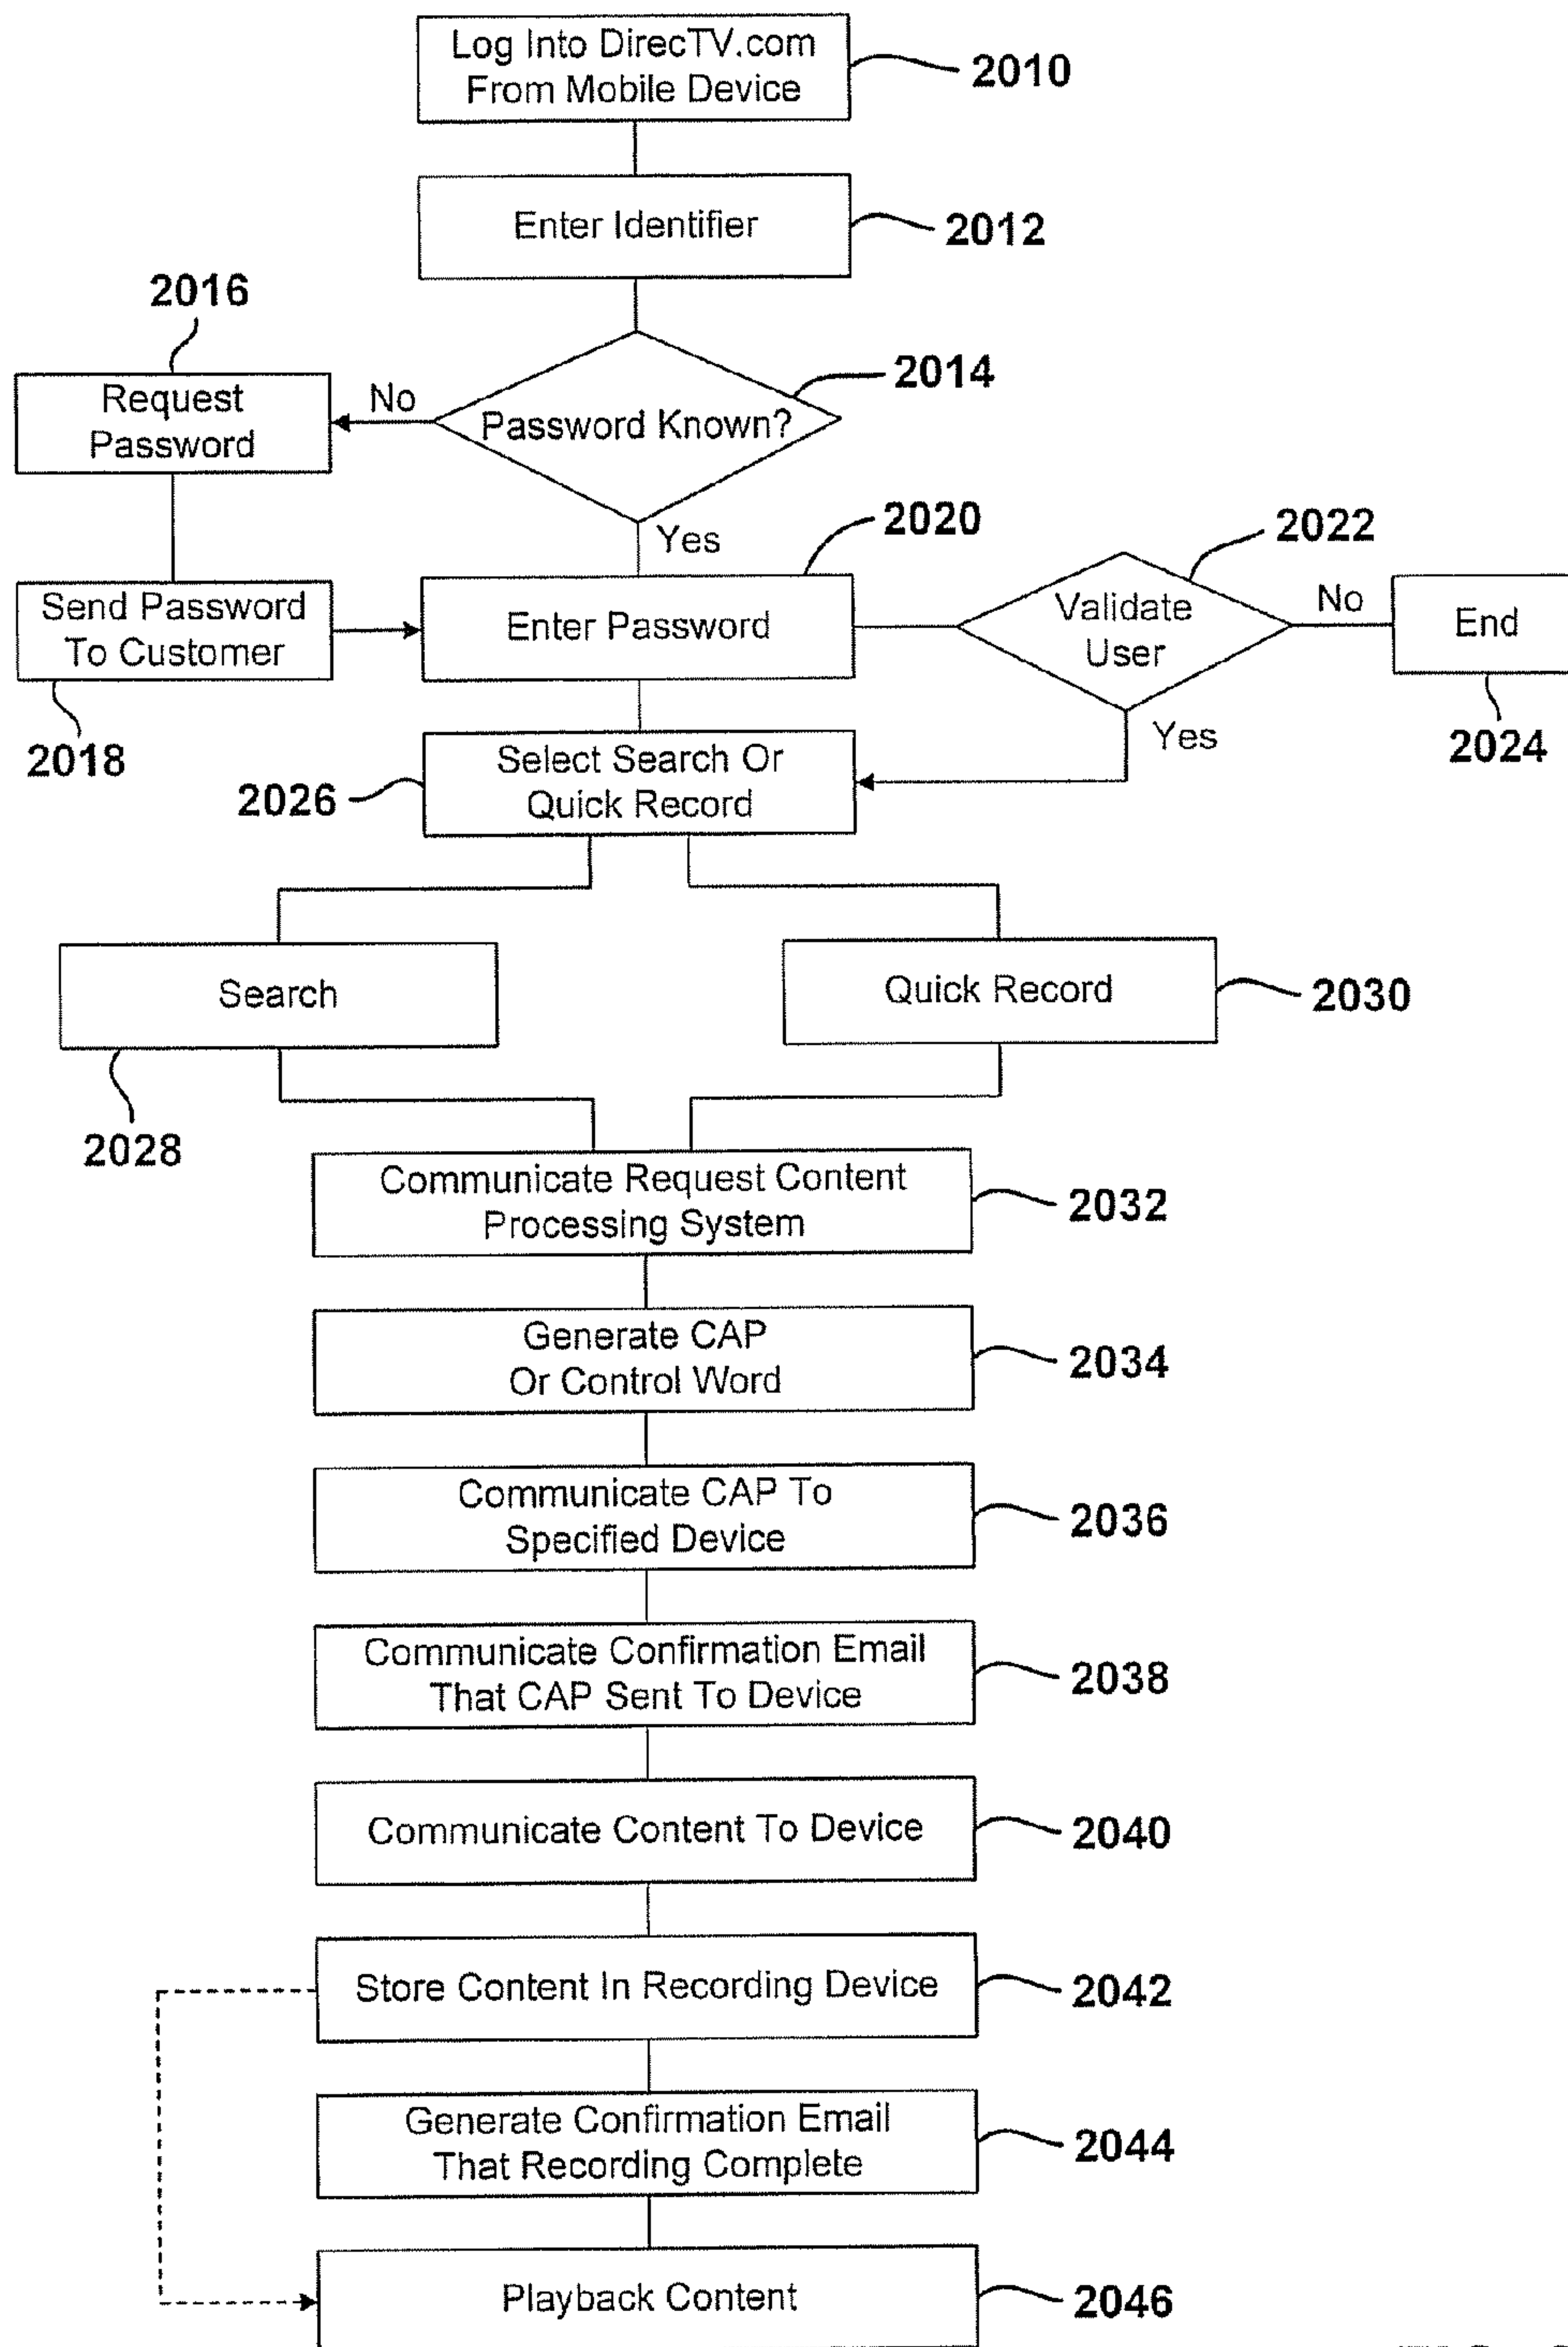 Log Into DirecTV.com
From Mobile Device
2010
Enter Identifier
2012
2016
Request
Password
No
Password Known?
2014
Yes
2020
2022
Send Password
To Customer
Enter Password
Validate
User
No
End
2018
Yes
2024
Select Search Or
Quick Record
2026
Search
Quick Record
2030
2028
Communicate Request Content
Processing System
2032
Generate CAP
Or Control Word
2034
Communicate CAP To
Specified Device
2036
Communicate Confirmation Email
That CAP Sent To Device
2038
Communicate Content To Device
2040
Store Content In Recording Device
2042
Generate Confirmation Email
That Recording Complete
2044
Playback Content
2046